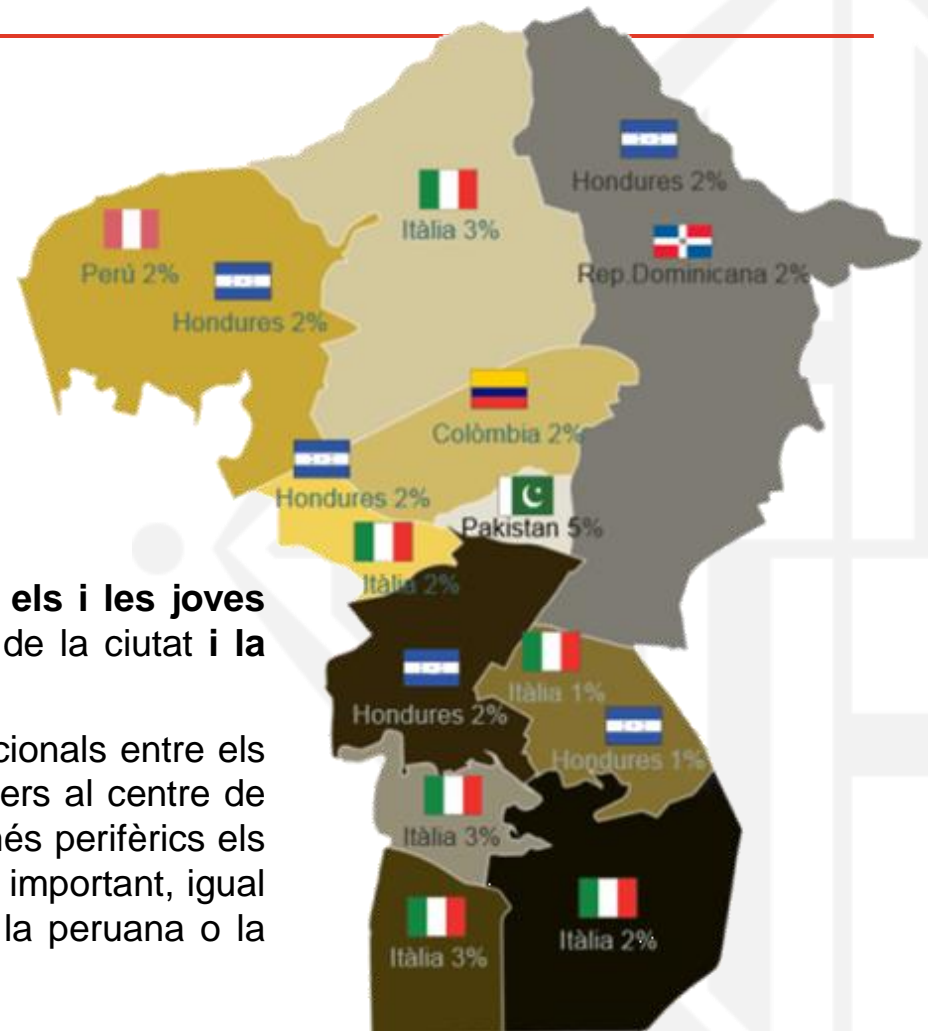 Hondures 2%
Itàlia 3%
Rep.Dominicana 2%
Perú 2%
Hondures 2%
Colòmbia 2%
Hondures 2%
Pakistan 5%
Itàlia 2%
els i les joves
de la ciutat i la
Itàlia 1%
Hondures 2%
cionals entre els
Hondures 1%
ers al centre de
Itàlia 3%
nés perifèrics els
important, igual
la peruana o la
Itàlia 3%
Itàlia 2%